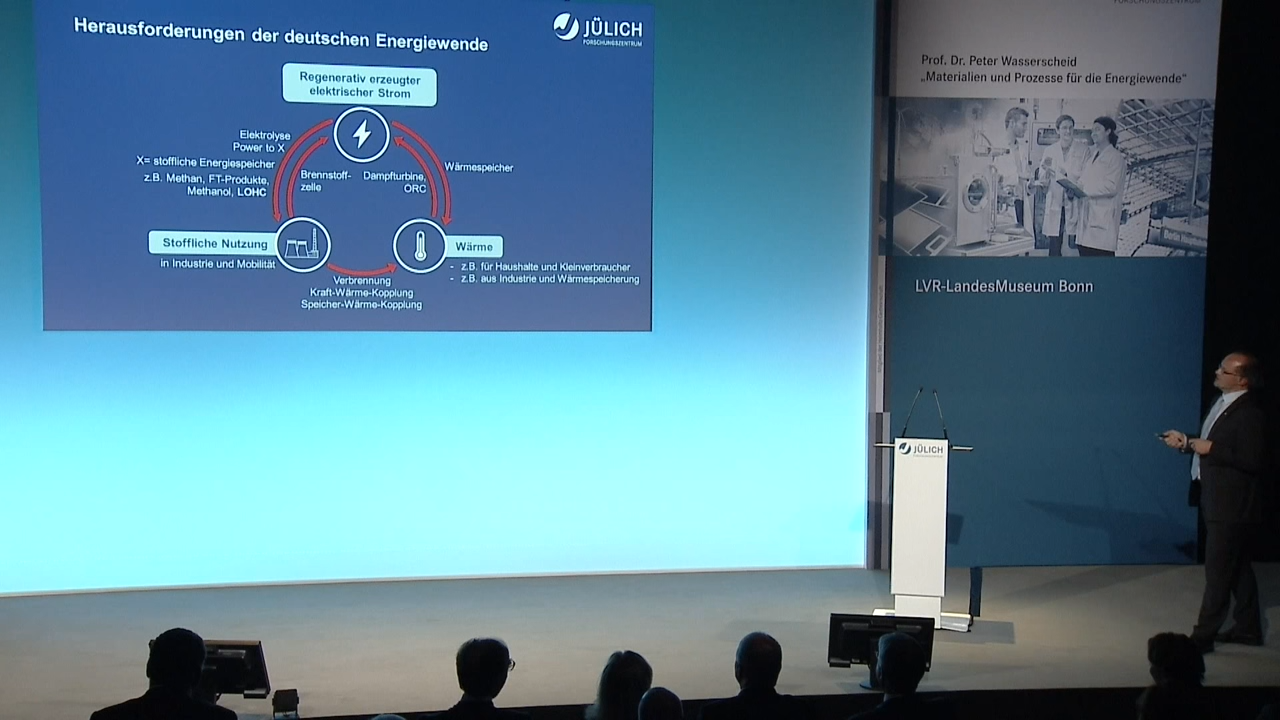 Herausforderungen der deutschen Energiewende
JÜLICH
FORSCHUNGSZENTRUM
Regenerativ erzeugter
elektrischer Strom
Elektrolyse
Power to X
X= stoffliche Energiespeicher
z.B. Methan, FT-Produkte,
Methanol, LOHC
Brennstoff-
zelle
Dampfturbine,
ORC
Wärmespeicher
Stoffliche Nutzung
in Industrie und Mobilität
Wärme
- z.B. für Haushalte und Kleinverbraucher
- z.B. aus Industrie und Wärmespeicherung
Verbrennung
Kraft-Wärme-Kopplung
Speicher-Wärme-Kopplung
FORSCHUNGSZENTRUM
Prof. Dr. Peter Wasserscheid
„Materialien und Prozesse für die Energiewende“
LVR-LandesMuseum Bonn
JÜLICH